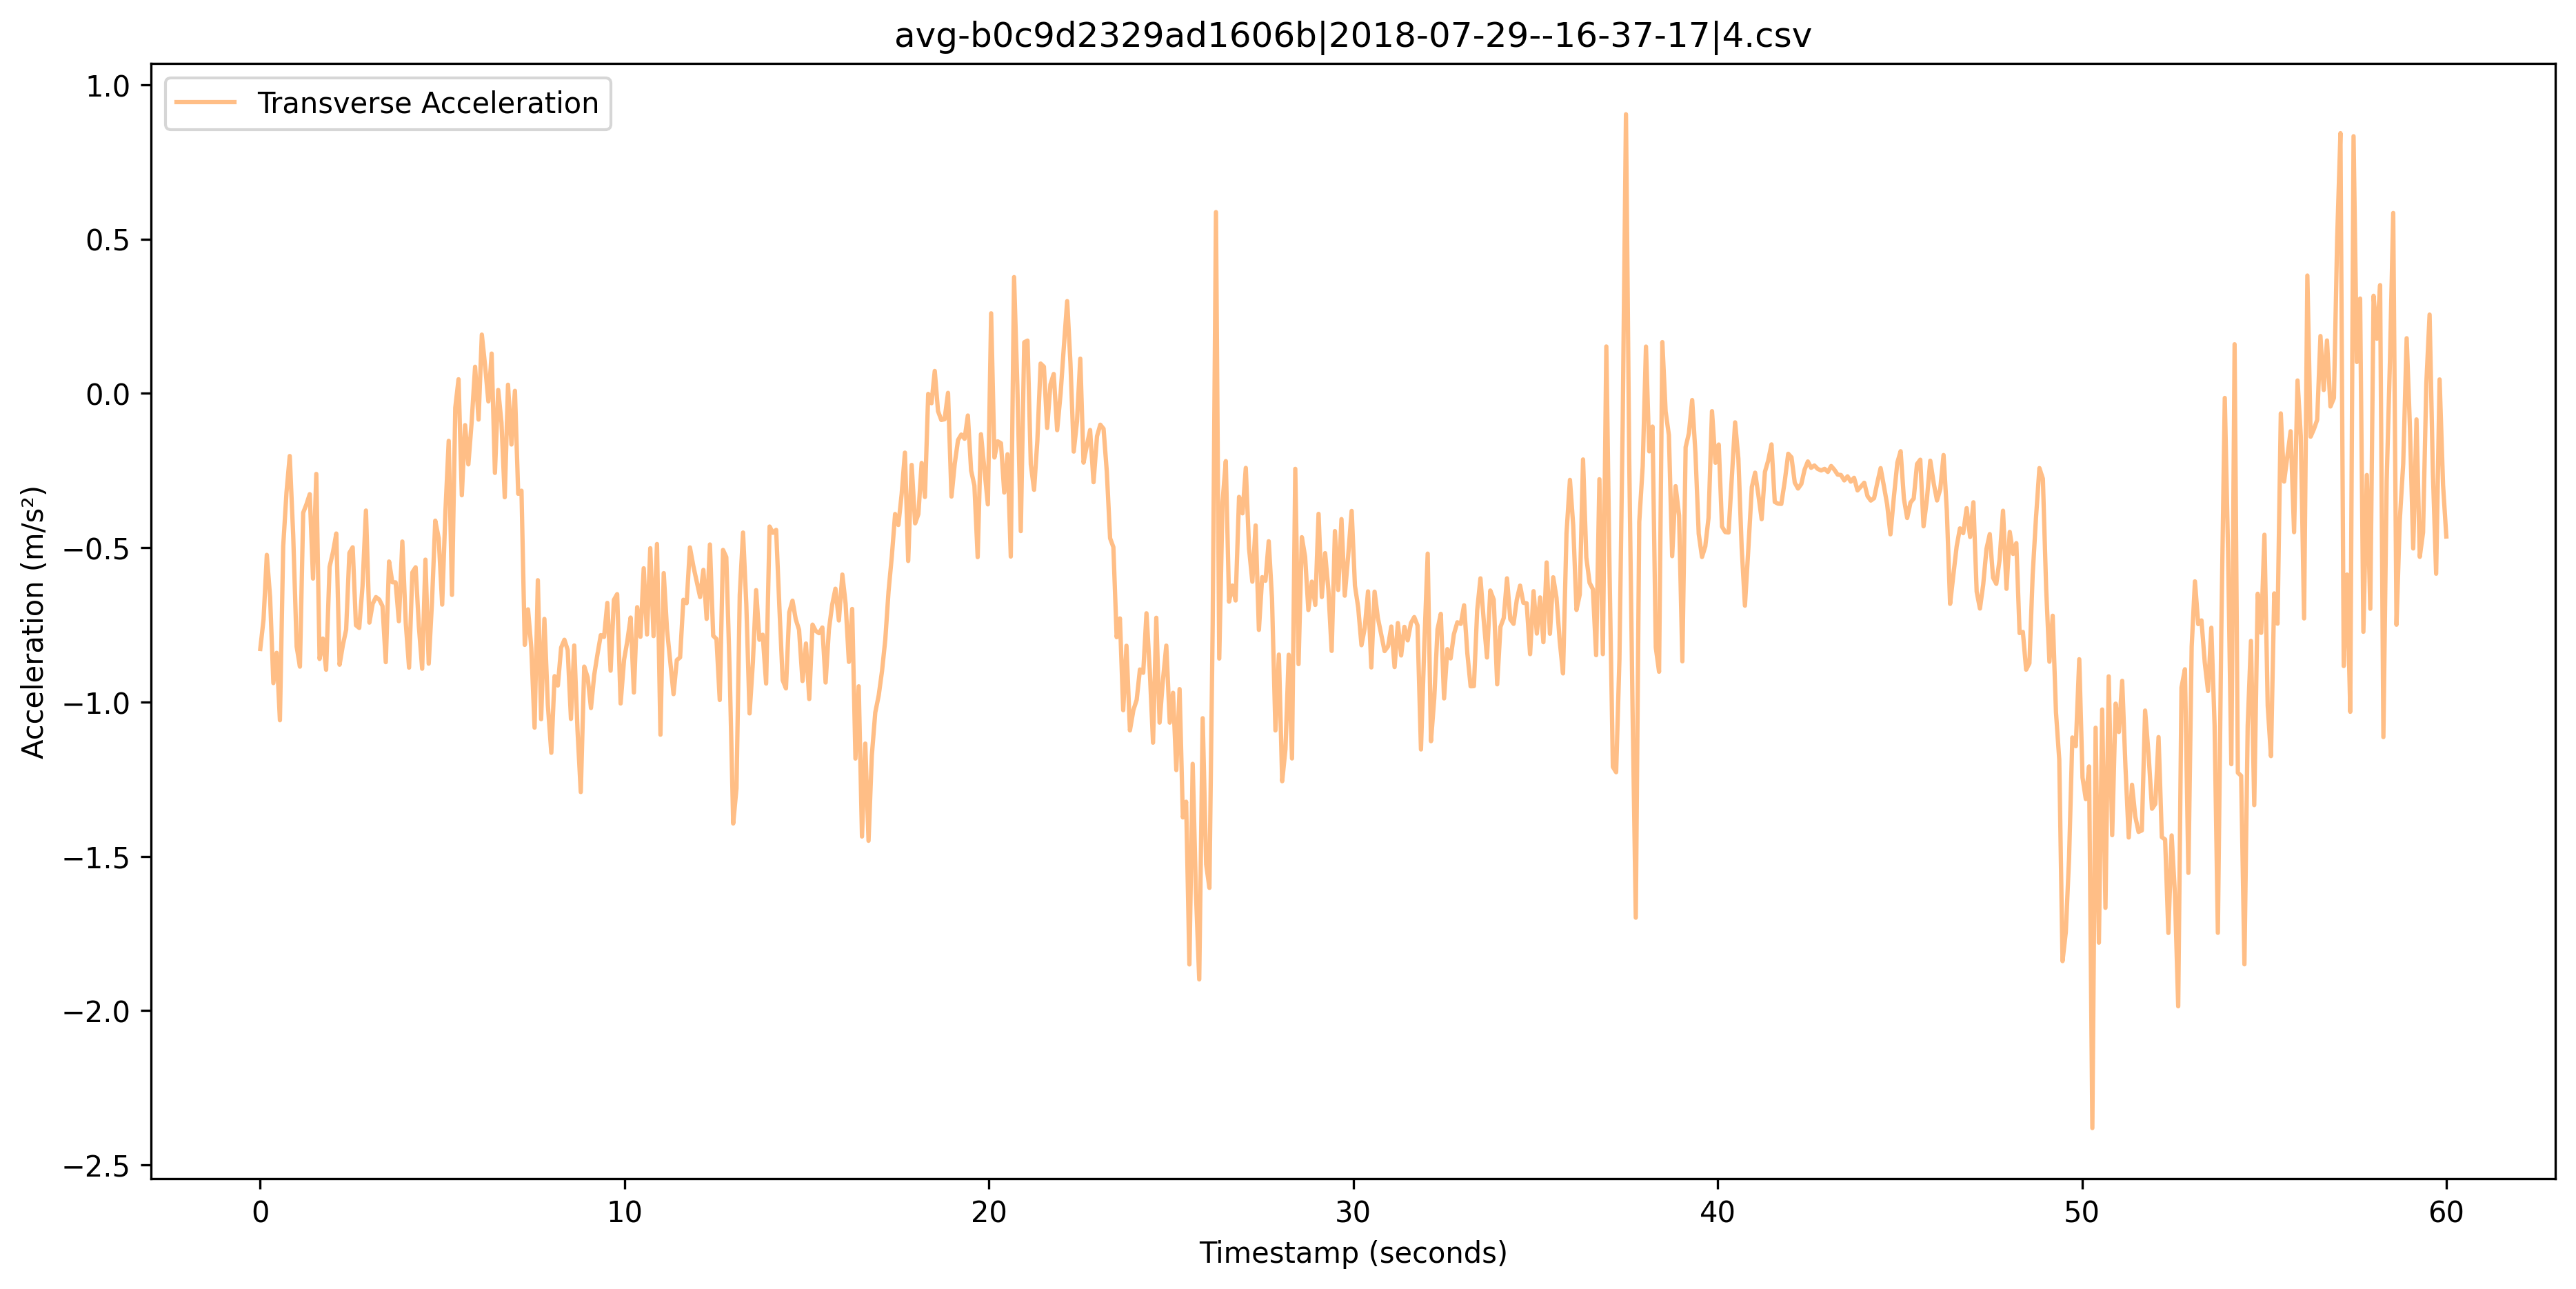 avg-b0c9d2329ad1606b|2018-07-29--16-37-17|4.csv
Transverse Acceleration
1.0
0.5
0.0
−0.5
−1.0
−1.5
−2.0
−2.5
Acceleration (m/s²)
0 10 20 30 40 50 60
Timestamp (seconds)